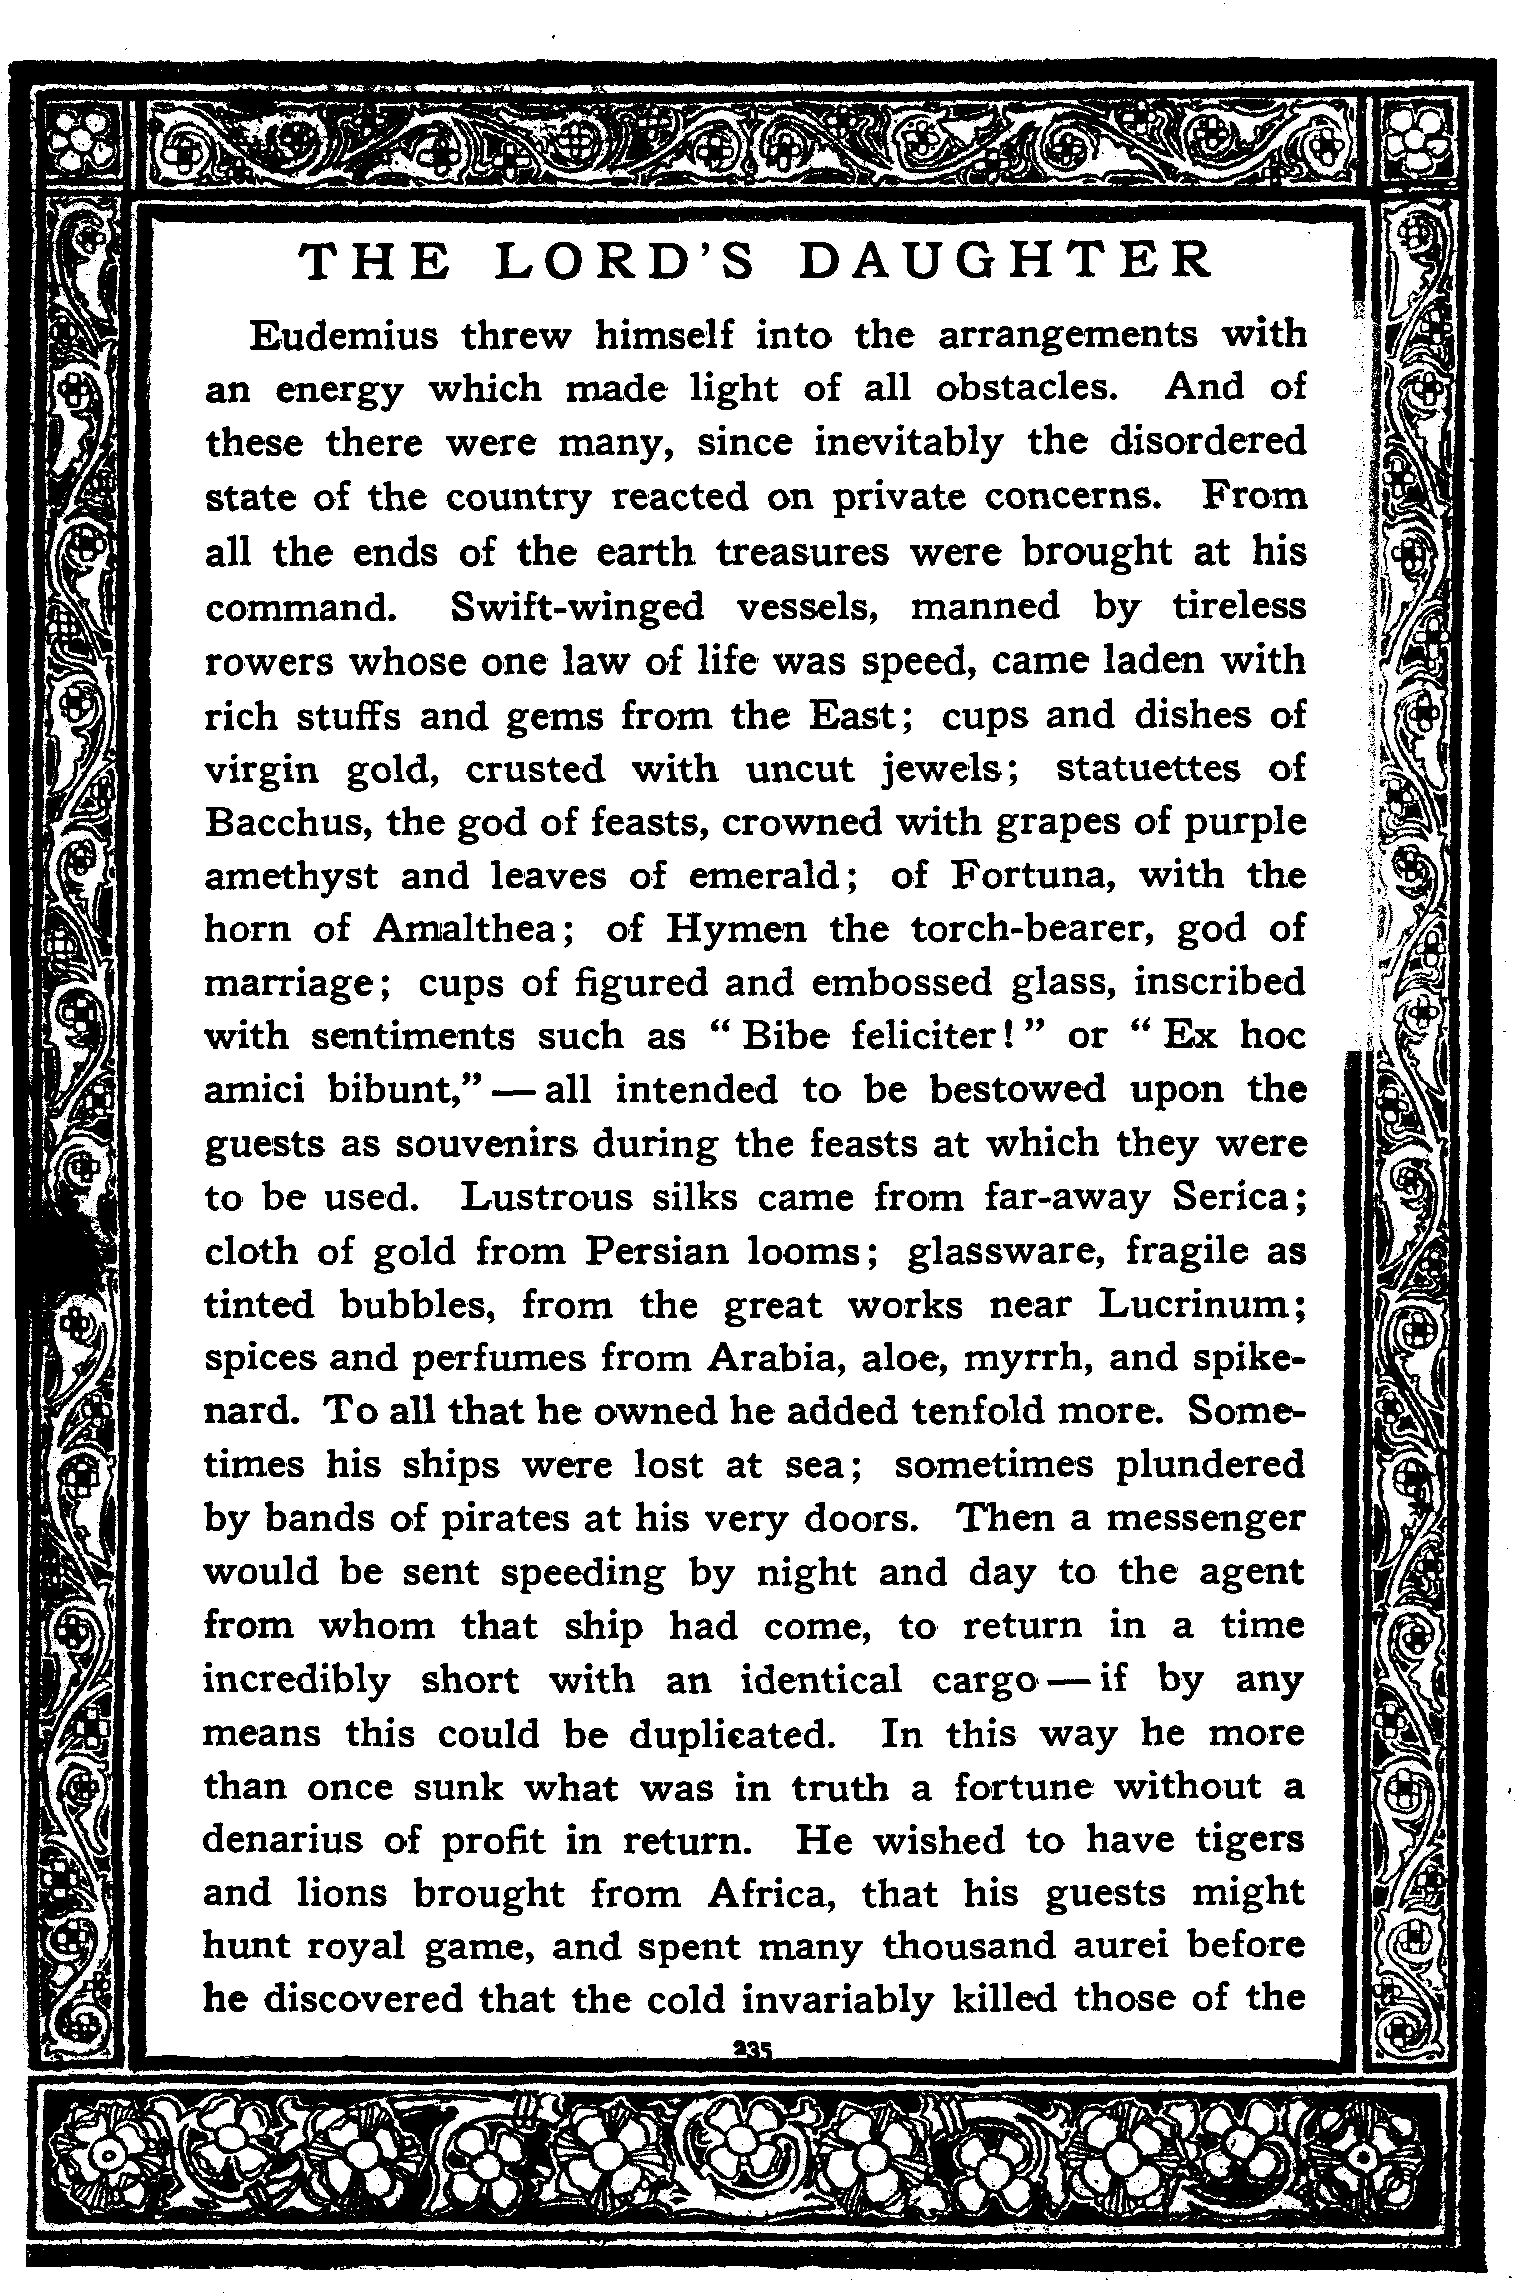 THE LORD'S DAUGHTER
Eudemius threw himself into the arrangements with
an energy which made light of all obstacles. And of
these there were many, since inevitably the disordered
state of the country reacted on private concerns. From
all the ends of the earth treasures were brought at his
command. Swift-winged vessels, manned by tireless
rowers whose one law of life was speed, came laden with
rich stuffs and gems from the East; cups and dishes of
virgin gold, crusted with uncut jewels; statuettes of
Bacchus, the god of feasts, crowned with grapes of purple
amethyst and leaves of emerald; of Fortuna, with the
horn of Amalthea; of Hymen the torch-bearer, god of
marriage; cups of figured and embossed glass, inscribed
with sentiments such as “Bibe feliciter!” or “Ex hoc
amici bibunt,”—all intended to be bestowed upon the
guests as souvenirs during the feasts at which they were
to be used. Lustrous silks came from far-away Serica;
cloth of gold from Persian looms; glassware, fragile as
tinted bubbles, from the great works near Lucrinum;
spices and perfumes from Arabia, aloe, myrrh, and spike-
nard. To all that he owned he added tenfold more. Some-
times his ships were lost at sea; sometimes plundered
by bands of pirates at his very doors. Then a messenger
would be sent speeding by night and day to the agent
from whom that ship had come, to return in a time
incredibly short with an identical cargo—if by any
means this could be duplicated. In this way he more
than once sunk what was in truth a fortune without a
denarius of profit in return. He wished to have tigers
and lions brought from Africa, that his guests might
hunt royal game, and spent many thousand aurei before
he discovered that the cold invariably killed those of the
235